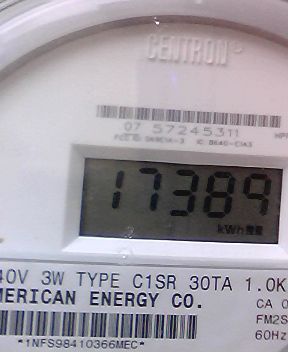 CENTRON®
07 57245311
17389
kWh
40V 3W TYPE C1SR 30TA 1.0K
MERICAN ENERGY CO.
CA 0
FM2S
60Hz
*1NFS98410366MEC*